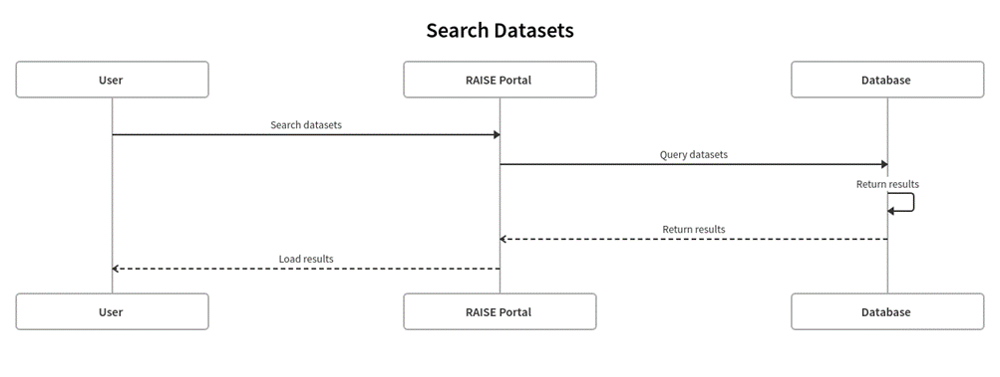 Search Datasets
User
RAISE Portal
Database
Search datasets
Query datasets
Return results
Return results
Load results
User
RAISE Portal
Database